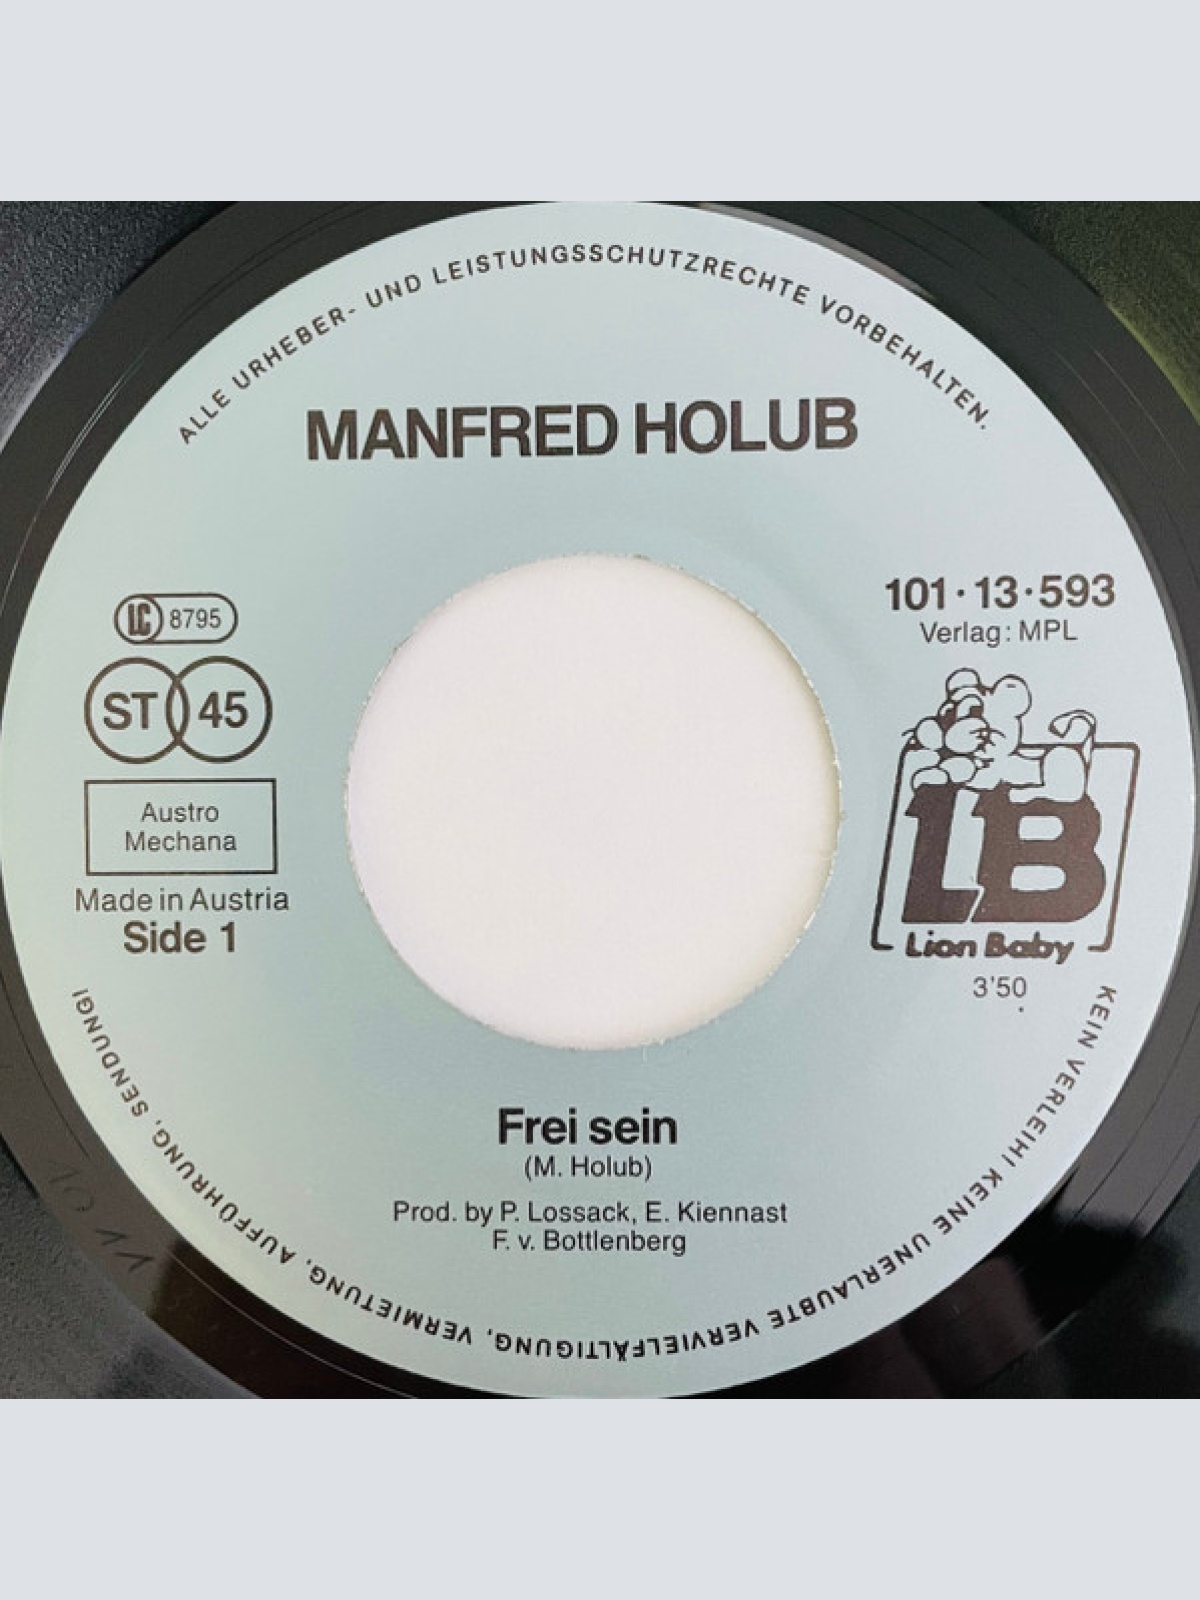 ALLE URHEBER- UND LEISTUNGSSCHUTZRECHTE VORBEHALTEN.
MANFRED HOLUB
LC 8795
ST 45
Austro
Mechana
Made in Austria
Side 1
101·13·593
Verlag: MPL
LB
Lion Baby
3'50
Frei sein
(M. Holub)
Prod. by P. Lossack, E. Kiennast
F. v. Bottlenberg
KEIN VERLEIH! KEINE UNERLAUBTE VERVIELFÄLTIGUNG, VERMIETUNG, AUFFÜHRUNG, SENDUNG!